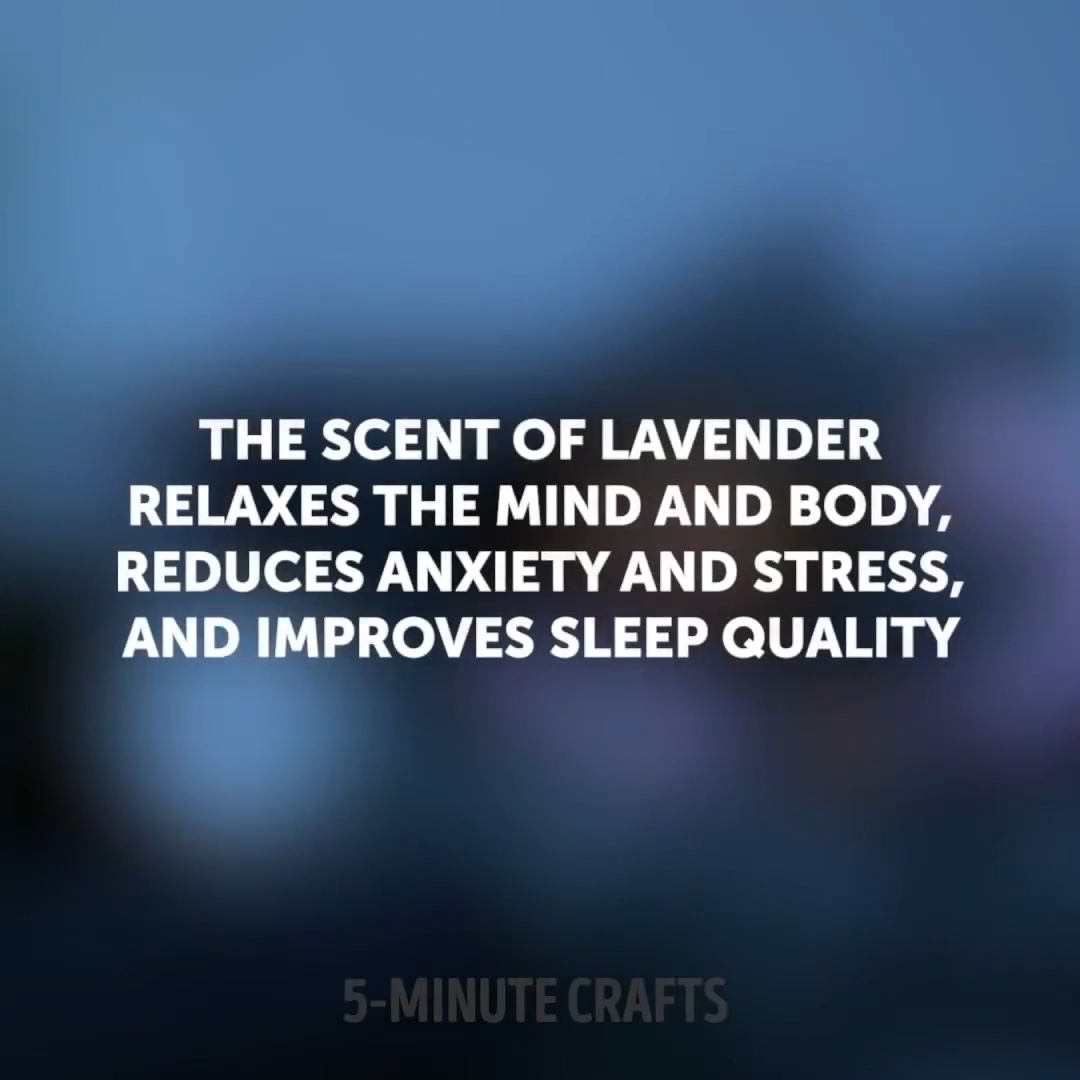 THE SCENT OF LAVENDER
RELAXES THE MIND AND BODY,
REDUCES ANXIETY AND STRESS,
AND IMPROVES SLEEP QUALITY
5-MINUTE CRAFTS